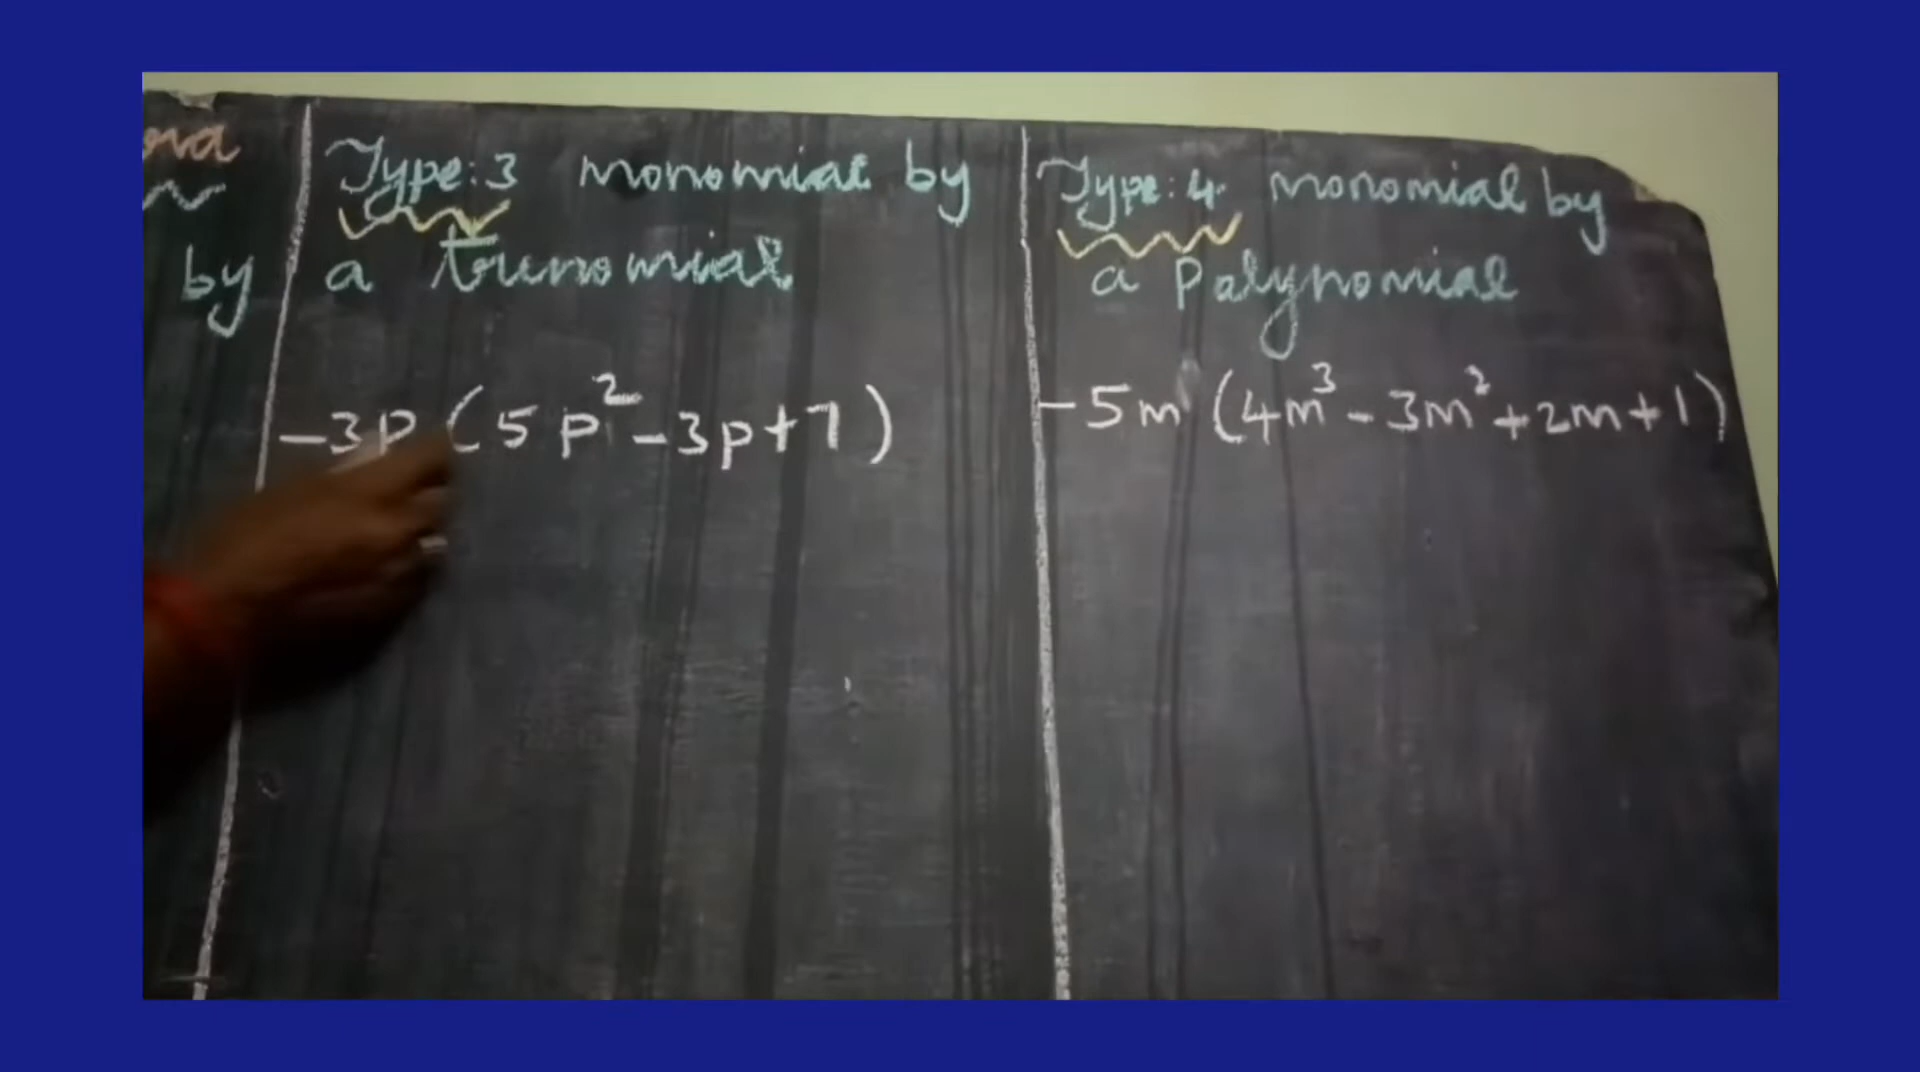 by
Type:3 monomial by
a trinomial
-3p (5p² -3p+7)
Type:4 monomial by
a Polynomial
-5m (4m³ - 3m² + 2m + 1)